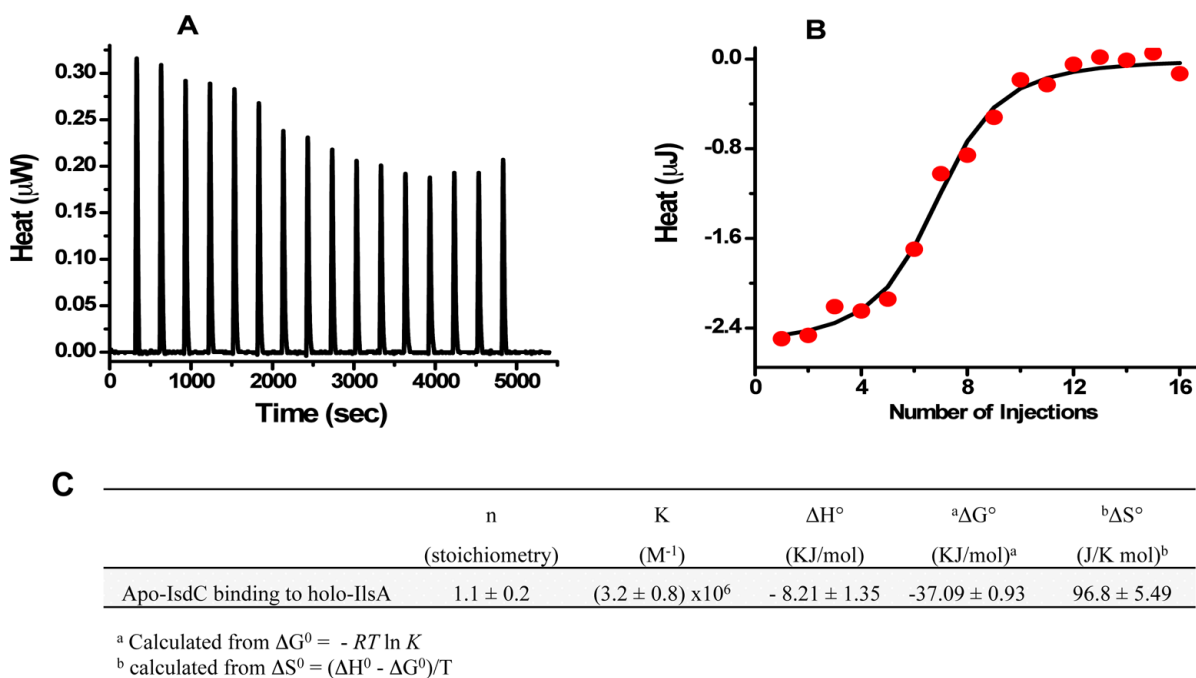 A
0.30
0.25
0.20
0.15
0.10
0.05
0.00
Heat (µW)
0 1000 2000 3000 4000 5000
Time (sec)
B
0.0
-0.8
-1.6
-2.4
Heat (µJ)
0 4 8 12 16
Number of Injections
C
n K ΔH° ᵃΔG° ᵇΔS°
(stoichiometry) (M⁻¹) (KJ/mol) (KJ/mol)ᵃ (J/K mol)ᵇ
Apo-IsdC binding to holo-IlsA 1.1 ± 0.2 (3.2 ± 0.8) x10⁶ - 8.21 ± 1.35 -37.09 ± 0.93 96.8 ± 5.49
ᵃ Calculated from ΔG⁰ = - RT ln K
ᵇ calculated from ΔS⁰ = (ΔH⁰ - ΔG⁰)/T